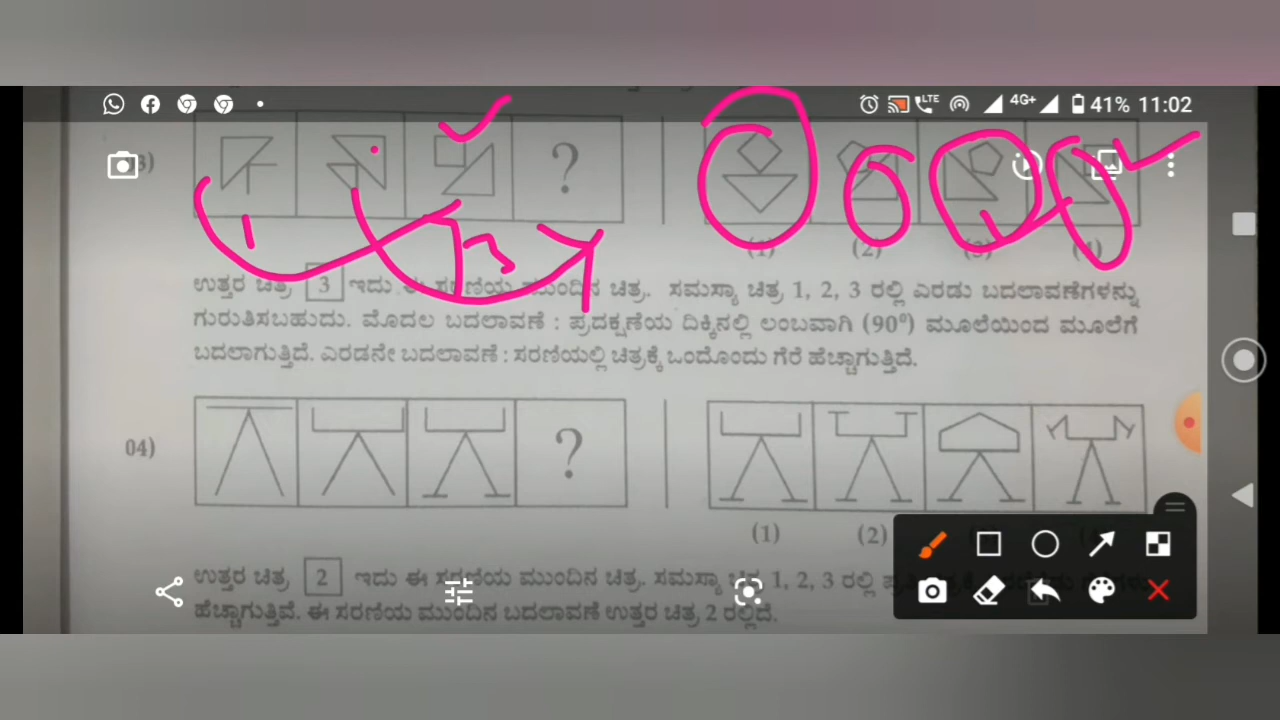 LTE 4G+ 41% 11:02
3)
?
(1) (2) (3) (4)
1 3
ಉತ್ತರ ಚಿತ್ರ 3 ಇದು ಈ ಸರಣಿಯ ಮುಂದಿನ ಚಿತ್ರ. ಸಮಸ್ಯಾ ಚಿತ್ರ 1, 2, 3 ರಲ್ಲಿ ಎರಡು ಬದಲಾವಣೆಗಳನ್ನು
ಗುರುತಿಸಬಹುದು. ಮೊದಲ ಬದಲಾವಣೆ : ಪ್ರದಕ್ಷಣೆಯ ದಿಕ್ಕಿನಲ್ಲಿ ಲಂಬವಾಗಿ (90º) ಮೂಲೆಯಿಂದ ಮೂಲೆಗೆ
ಬದಲಾಗುತ್ತಿದೆ. ಎರಡನೇ ಬದಲಾವಣೆ : ಸರಣಿಯಲ್ಲಿ ಚಿತ್ರಕ್ಕೆ ಒಂದೊಂದು ಗೆರೆ ಹೆಚ್ಚಾಗುತ್ತಿದೆ.
04) ?
(1) (2)
ಉತ್ತರ ಚಿತ್ರ 2 ಇದು ಈ ಸರಣಿಯ ಮುಂದಿನ ಚಿತ್ರ. ಸಮಸ್ಯಾ ಚಿತ್ರ 1, 2, 3 ರಲ್ಲಿ
ಹೆಚ್ಚಾಗುತ್ತಿವೆ. ಈ ಸರಣಿಯ ಮುಂದಿನ ಬದಲಾವಣೆ ಉತ್ತರ ಚಿತ್ರ 2 ರಲ್ಲಿದೆ.